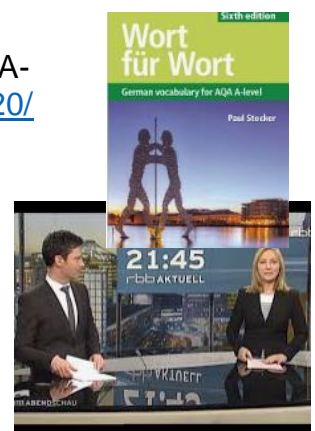 Sixth edition
Wort
für Wort
German vocabulary for AQA A-level
Paul Stocker
A-
20/
21:45
rbb AKTUELL
ABENDSCHAU